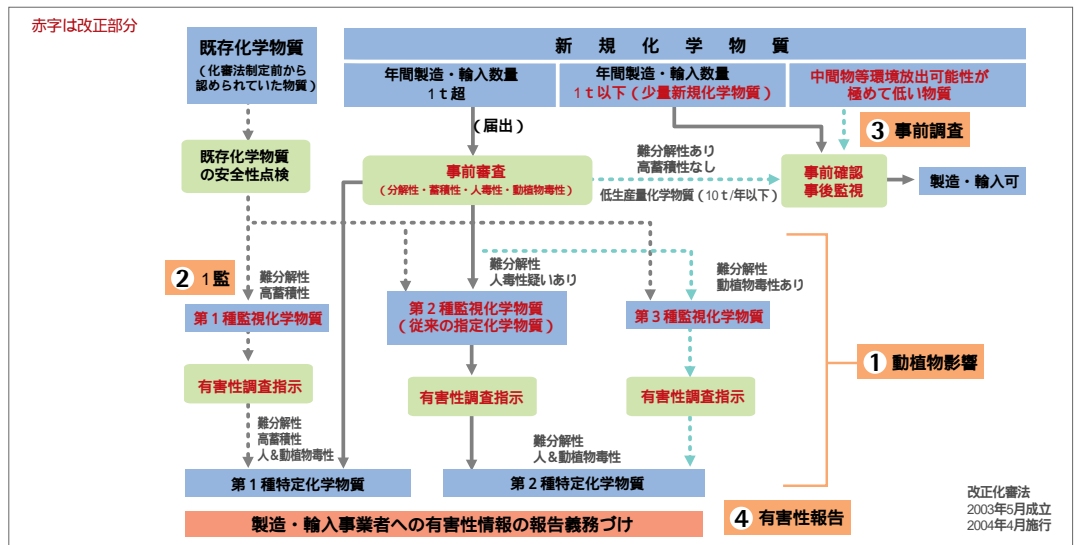 赤字は改正部分
既存化学物質
（化審法制定前から
認められていた物質）
新規化学物質
年間製造・輸入数量
1ｔ超
年間製造・輸入数量
1ｔ以下（少量新規化学物質）
中間物等環境放出可能性が
極めて低い物質
（届出）
3 事前調査
既存化学物質
の安全性点検
事前審査
（分解性・蓄積性・人毒性・動植物毒性）
難分解性あり
高蓄積性なし
低生産量化学物質（10ｔ/年以下）
事前確認
事後監視
製造・輸入可
2 1監
難分解性
高蓄積性
難分解性
人毒性疑いあり
難分解性
動植物毒性あり
第1種監視化学物質
第2種監視化学物質
（従来の指定化学物質）
第3種監視化学物質
1 動植物影響
有害性調査指示
有害性調査指示
有害性調査指示
難分解性
高蓄積性
人＆動植物毒性
難分解性
人＆動植物毒性
第1種特定化学物質
第2種特定化学物質
4 有害性報告
製造・輸入事業者への有害性情報の報告義務づけ
改正化審法
2003年5月成立
2004年4月施行